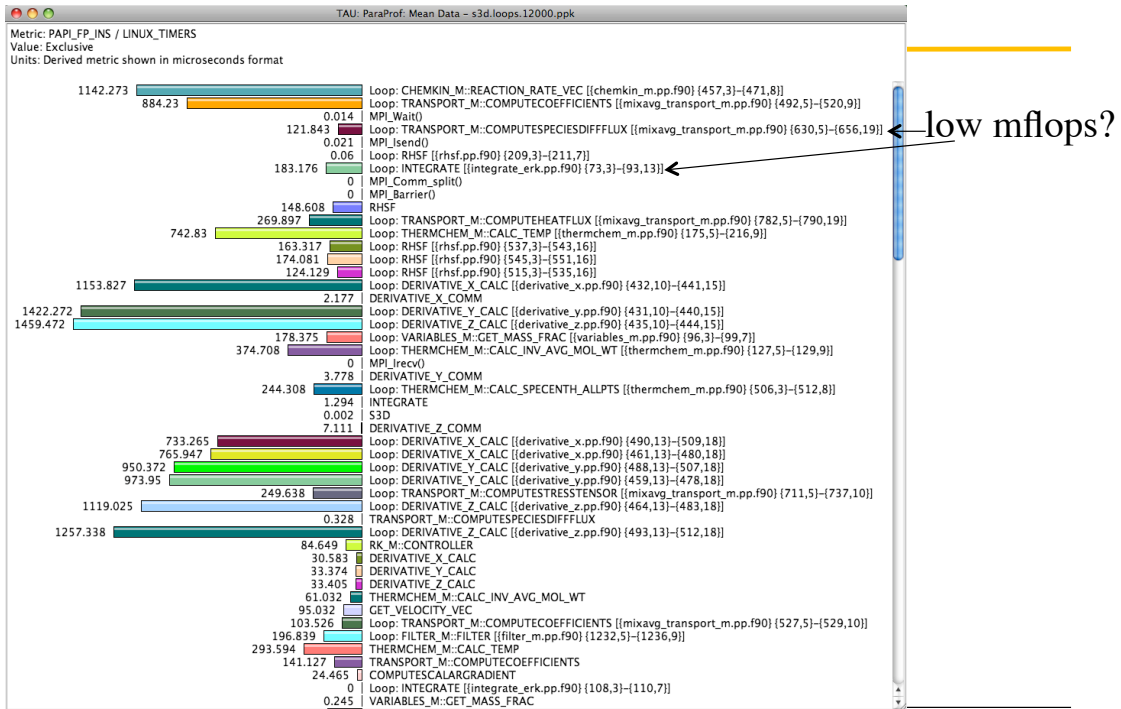 TAU: ParaProf: Mean Data – s3d.loops.12000.ppk
Metric: PAPI_FP_INS / LINUX_TIMERS
Value: Exclusive
Units: Derived metric shown in microseconds format
1142.273 Loop: CHEMKIN_M::REACTION_RATE_VEC [{chemkin_m.pp.f90} {457,3}–{471,8}]
884.23 Loop: TRANSPORT_M::COMPUTECOEFFICIENTS [{mixavg_transport_m.pp.f90} {492,5}–{520,9}]
0.014 MPI_Wait()
121.843 Loop: TRANSPORT_M::COMPUTESPECIESDIFFFLUX [{mixavg_transport_m.pp.f90} {630,5}–{656,19}]
low mflops?
0.021 MPI_Isend()
0.06 Loop: RHSF [{rhsf.pp.f90} {209,3}–{211,7}]
183.176 Loop: INTEGRATE [{integrate_erk.pp.f90} {73,3}–{93,13}]
0 MPI_Comm_split()
0 MPI_Barrier()
148.608 RHSF
269.897 Loop: TRANSPORT_M::COMPUTEHEATFLUX [{mixavg_transport_m.pp.f90} {782,5}–{790,19}]
742.83 Loop: THERMCHEM_M::CALC_TEMP [{thermchem_m.pp.f90} {175,5}–{216,9}]
163.317 Loop: RHSF [{rhsf.pp.f90} {537,3}–{543,16}]
174.081 Loop: RHSF [{rhsf.pp.f90} {545,3}–{551,16}]
124.129 Loop: RHSF [{rhsf.pp.f90} {515,3}–{535,16}]
1153.827 Loop: DERIVATIVE_X_CALC [{derivative_x.pp.f90} {432,10}–{441,15}]
2.177 DERIVATIVE_X_COMM
1422.272 Loop: DERIVATIVE_Y_CALC [{derivative_y.pp.f90} {431,10}–{440,15}]
1459.472 Loop: DERIVATIVE_Z_CALC [{derivative_z.pp.f90} {435,10}–{444,15}]
178.375 Loop: VARIABLES_M::GET_MASS_FRAC [{variables_m.pp.f90} {96,3}–{99,7}]
374.708 Loop: THERMCHEM_M::CALC_INV_AVG_MOL_WT [{thermchem_m.pp.f90} {127,5}–{129,9}]
0 MPI_Irecv()
3.778 DERIVATIVE_Y_COMM
244.308 Loop: THERMCHEM_M::CALC_SPECENTH_ALLPTS [{thermchem_m.pp.f90} {506,3}–{512,8}]
1.294 INTEGRATE
0.002 S3D
7.111 DERIVATIVE_Z_COMM
733.265 Loop: DERIVATIVE_X_CALC [{derivative_x.pp.f90} {490,13}–{509,18}]
765.947 Loop: DERIVATIVE_X_CALC [{derivative_x.pp.f90} {461,13}–{480,18}]
950.372 Loop: DERIVATIVE_Y_CALC [{derivative_y.pp.f90} {488,13}–{507,18}]
973.95 Loop: DERIVATIVE_Y_CALC [{derivative_y.pp.f90} {459,13}–{478,18}]
249.638 Loop: TRANSPORT_M::COMPUTESTRESSTENSOR [{mixavg_transport_m.pp.f90} {711,5}–{737,10}]
1119.025 Loop: DERIVATIVE_Z_CALC [{derivative_z.pp.f90} {464,13}–{483,18}]
0.328 TRANSPORT_M::COMPUTESPECIESDIFFFLUX
1257.338 Loop: DERIVATIVE_Z_CALC [{derivative_z.pp.f90} {493,13}–{512,18}]
84.649 RK_M::CONTROLLER
30.583 DERIVATIVE_X_CALC
33.374 DERIVATIVE_Y_CALC
33.405 DERIVATIVE_Z_CALC
61.032 THERMCHEM_M::CALC_INV_AVG_MOL_WT
95.032 GET_VELOCITY_VEC
103.526 Loop: TRANSPORT_M::COMPUTECOEFFICIENTS [{mixavg_transport_m.pp.f90} {527,5}–{529,10}]
196.839 Loop: FILTER_M::FILTER [{filter_m.pp.f90} {1232,5}–{1236,9}]
293.594 THERMCHEM_M::CALC_TEMP
141.127 TRANSPORT_M::COMPUTECOEFFICIENTS
24.465 COMPUTESCALARGRADIENT
0 Loop: INTEGRATE [{integrate_erk.pp.f90} {108,3}–{110,7}]
0.245 VARIABLES_M::GET_MASS_FRAC